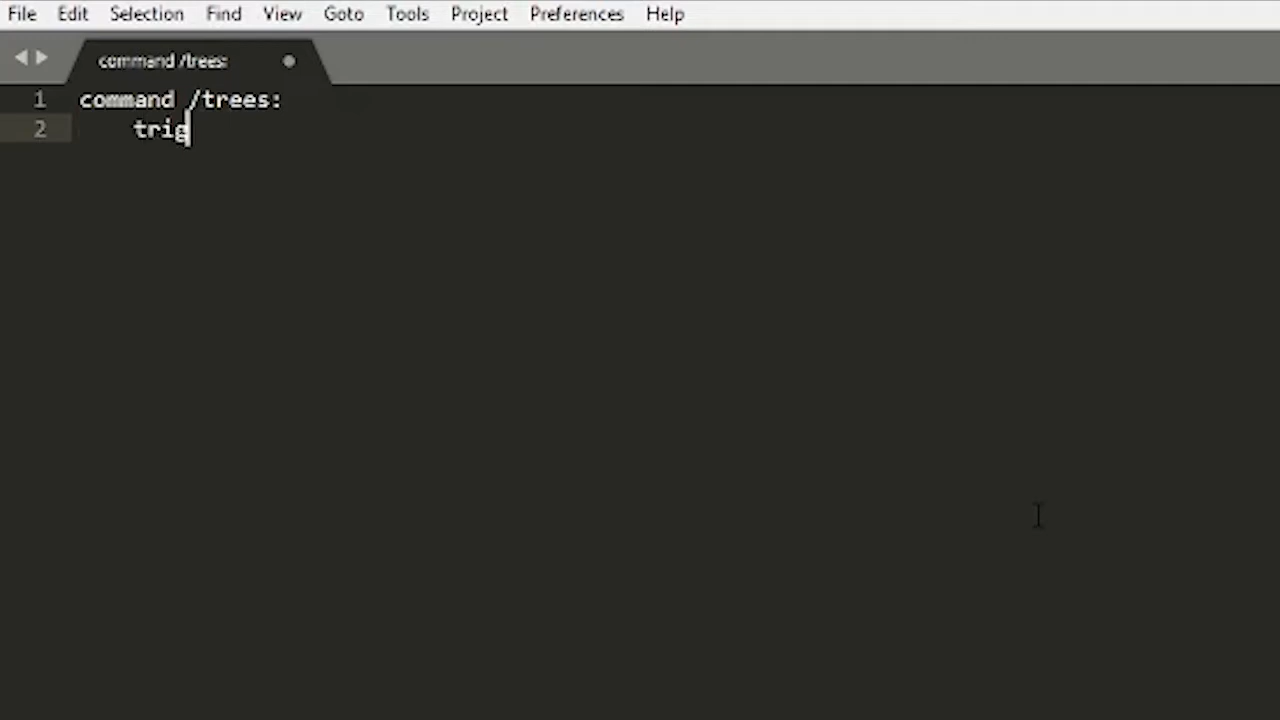 File Edit Selection Find View Goto Tools Project Preferences Help
command /trees:
1 command /trees:
2 trig